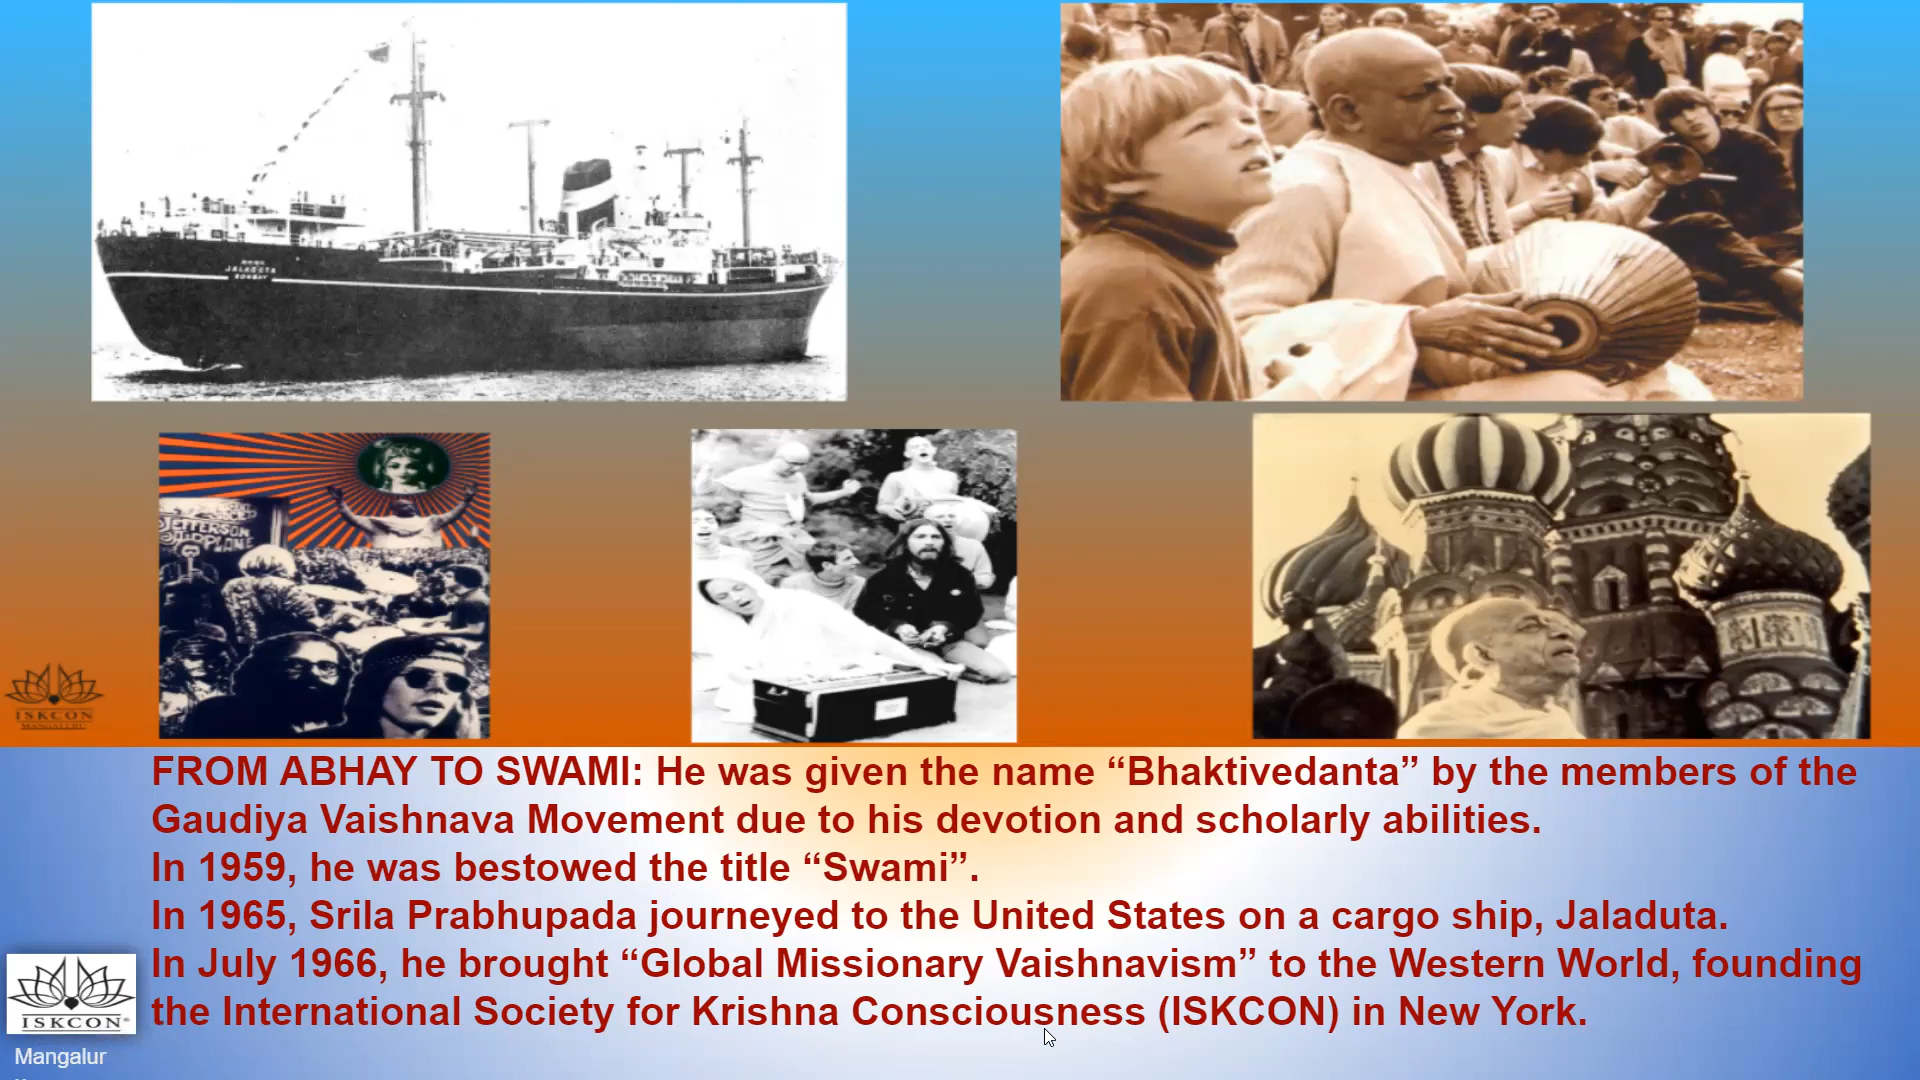 JALADUTA
BOMBAY
JEFFERSON
AIRPLANE
ISKCON
MANGALURU
FROM ABHAY TO SWAMI: He was given the name “Bhaktivedanta” by the members of the
Gaudiya Vaishnava Movement due to his devotion and scholarly abilities.
In 1959, he was bestowed the title “Swami”.
In 1965, Srila Prabhupada journeyed to the United States on a cargo ship, Jaladuta.
In July 1966, he brought “Global Missionary Vaishnavism” to the Western World, founding
the International Society for Krishna Consciousness (ISKCON) in New York.
ISKCON®
Mangalur